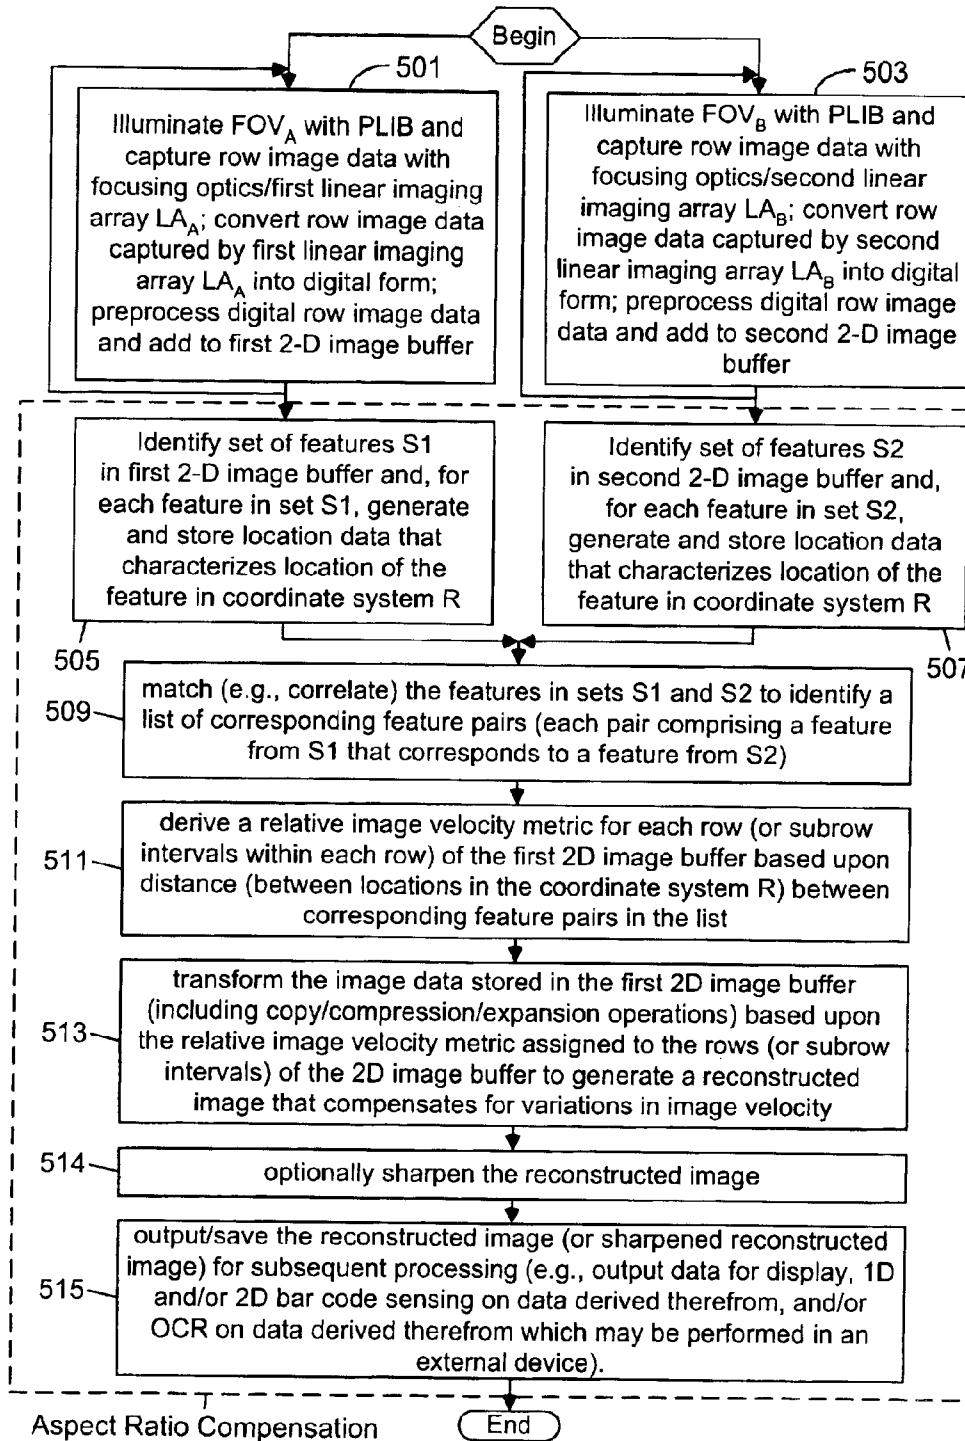 Begin
501
503
Illuminate FOVA with PLIB and
capture row image data with
focusing optics/first linear imaging
array LAA; convert row image data
captured by first linear imaging
array LAA into digital form;
preprocess digital row image data
and add to first 2-D image buffer
Illuminate FOVB with PLIB and
capture row image data with
focusing optics/second linear
imaging array LAB; convert row
image data captured by second
linear imaging array LAB into digital
form; preprocess digital row image
data and add to second 2-D image
buffer
Identify set of features S1
in first 2-D image buffer and, for
each feature in set S1, generate
and store location data that
characterizes location of the
feature in coordinate system R
Identify set of features S2
in second 2-D image buffer and,
for each feature in set S2,
generate and store location data
that characterizes location of the
feature in coordinate system R
505
507
509
match (e.g., correlate) the features in sets S1 and S2 to identify a
list of corresponding feature pairs (each pair comprising a feature
from S1 that corresponds to a feature from S2)
511
derive a relative image velocity metric for each row (or subrow
intervals within each row) of the first 2D image buffer based upon
distance (between locations in the coordinate system R) between
corresponding feature pairs in the list
513
transform the image data stored in the first 2D image buffer
(including copy/compression/expansion operations) based upon
the relative image velocity metric assigned to the rows (or subrow
intervals) of the 2D image buffer to generate a reconstructed
image that compensates for variations in image velocity
514
optionally sharpen the reconstructed image
515
output/save the reconstructed image (or sharpened reconstructed
image) for subsequent processing (e.g., output data for display, 1D
and/or 2D bar code sensing on data derived therefrom, and/or
OCR on data derived therefrom which may be performed in an
external device).
Aspect Ratio Compensation
End